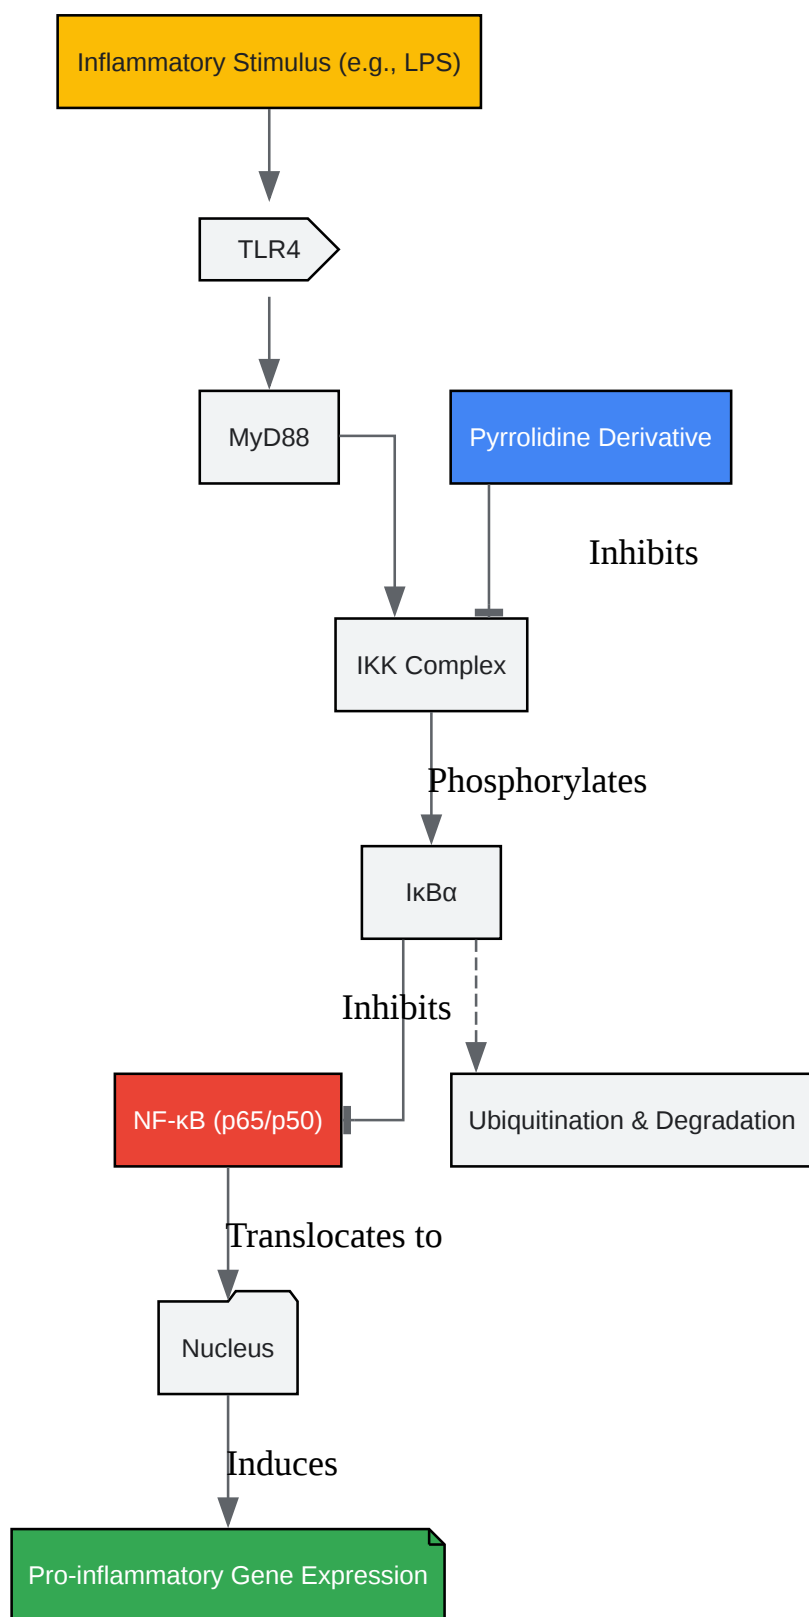 Inflammatory Stimulus (e.g., LPS)
TLR4
MyD88
Pyrrolidine Derivative
Inhibits
IKK Complex
Phosphorylates
IκBα
Inhibits
NF-κB (p65/p50)
Ubiquitination & Degradation
Translocates to
Nucleus
Induces
Pro-inflammatory Gene Expression